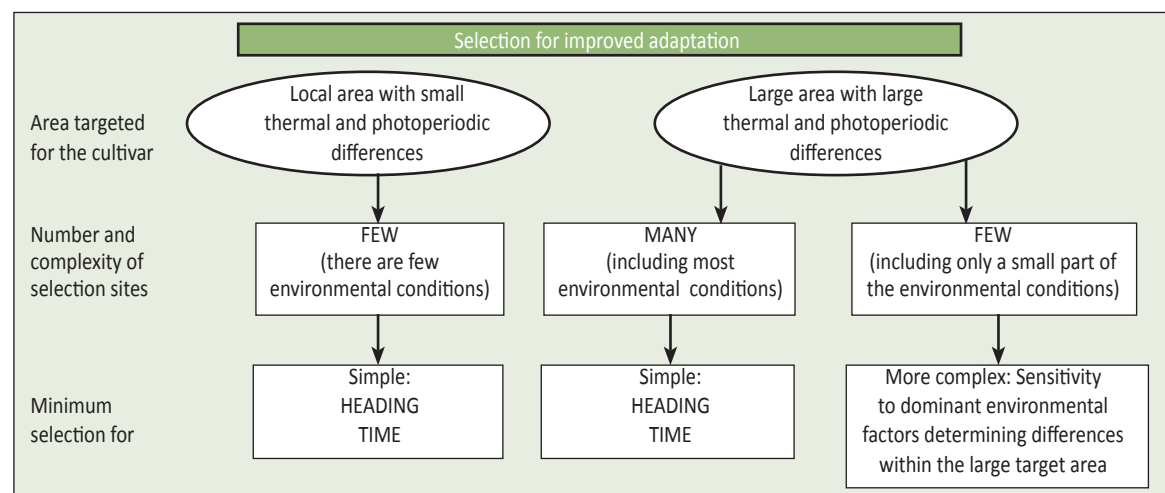 Selection for improved adaptation
Area targeted
for the cultivar
Local area with small
thermal and photoperiodic
differences
Large area with large
thermal and photoperiodic
differences
Number and
complexity of
selection sites
FEW
(there are few
environmental conditions)
MANY
(including most
environmental conditions)
FEW
(including only a small part of
the environmental conditions)
Minimum
selection for
Simple:
HEADING
TIME
Simple:
HEADING
TIME
More complex: Sensitivity
to dominant environmental
factors determining differences
within the large target area